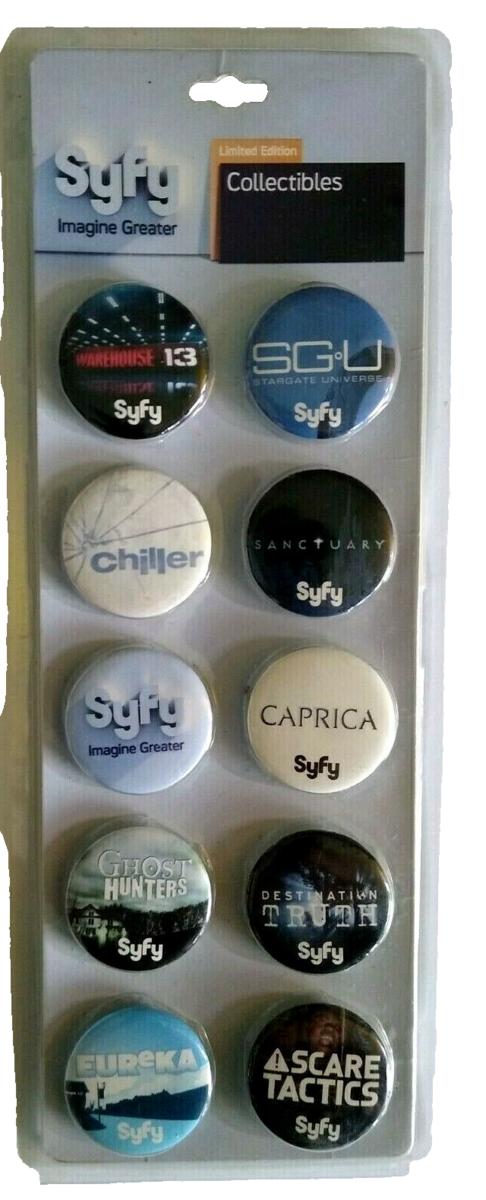 Syfy
Imagine Greater
Limited Edition
Collectibles
WAREHOUSE 13
Syfy
SG·U
STARGATE UNIVERSE
Syfy
Chiller
SANCTUARY
Syfy
Syfy
Imagine Greater
CAPRICA
Syfy
GHOST
HUNTERS
Syfy
DESTINATION
TRUTH
Syfy
EUReKA
Syfy
SCARE
TACTICS
Syfy